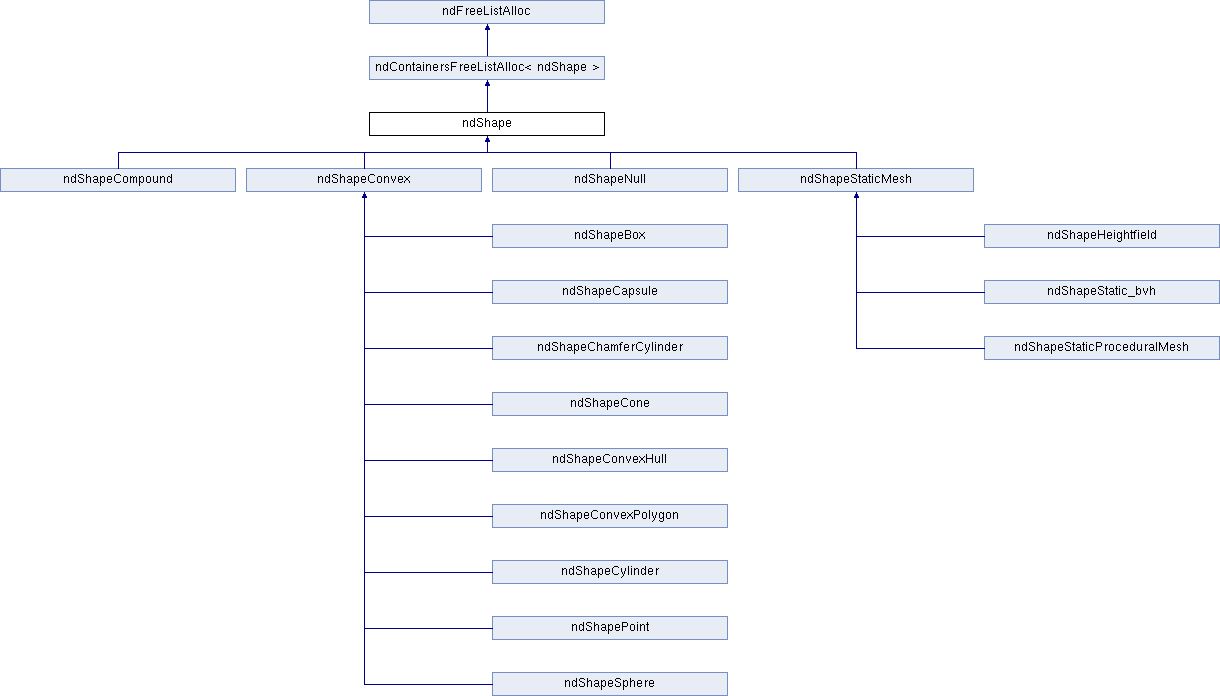 ndFreeListAlloc
ndContainersFreeListAlloc< ndShape >
ndShape
ndShapeCompound
ndShapeConvex
ndShapeNull
ndShapeStaticMesh
ndShapeBox
ndShapeHeightfield
ndShapeCapsule
ndShapeStatic_bvh
ndShapeChamferCylinder
ndShapeStaticProceduralMesh
ndShapeCone
ndShapeConvexHull
ndShapeConvexPolygon
ndShapeCylinder
ndShapePoint
ndShapeSphere